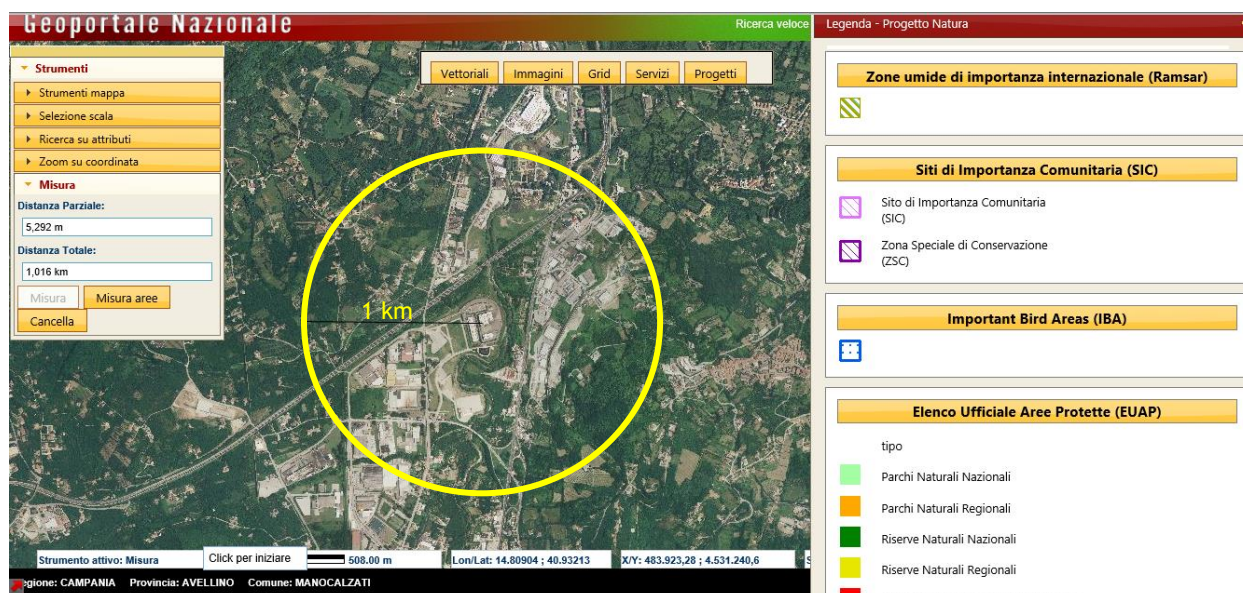 Geoportale Nazionale
Ricerca veloce
Strumenti
Strumenti mappa
Selezione scala
Ricerca su attributi
Zoom su coordinata
Misura
Distanza Parziale:
5,292 m
Distanza Totale:
1,016 km
Misura
Misura aree
Cancella
Vettoriali
Immagini
Grid
Servizi
Progetti
1 km
Strumento attivo: Misura
Click per iniziare
508.00 m
Lon/Lat: 14.80904 ; 40.93213
X/Y: 483.923,28 ; 4.531.240,6
egione: CAMPANIA Provincia: AVELLINO Comune: MANOCALZATI
Legenda - Progetto Natura
Zone umide di importanza internazionale (Ramsar)
Siti di Importanza Comunitaria (SIC)
Sito di Importanza Comunitaria
(SIC)
Zona Speciale di Conservazione
(ZSC)
Important Bird Areas (IBA)
Elenco Ufficiale Aree Protette (EUAP)
tipo
Parchi Naturali Nazionali
Parchi Naturali Regionali
Riserve Naturali Nazionali
Riserve Naturali Regionali